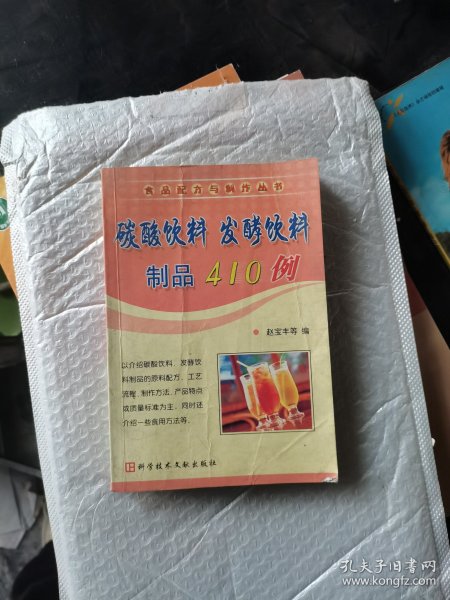 食品配方与制作丛书
碳酸饮料 发酵饮料
制品 410 例
赵宝丰等 编
以介绍碳酸饮料、发酵饮
料制品的原料配方、工艺
流程、制作方法、产品特点
或质量标准为主，同时还
介绍一些食用方法等。
科学技术文献出版社
孔夫子旧书网
www.kongfz.com